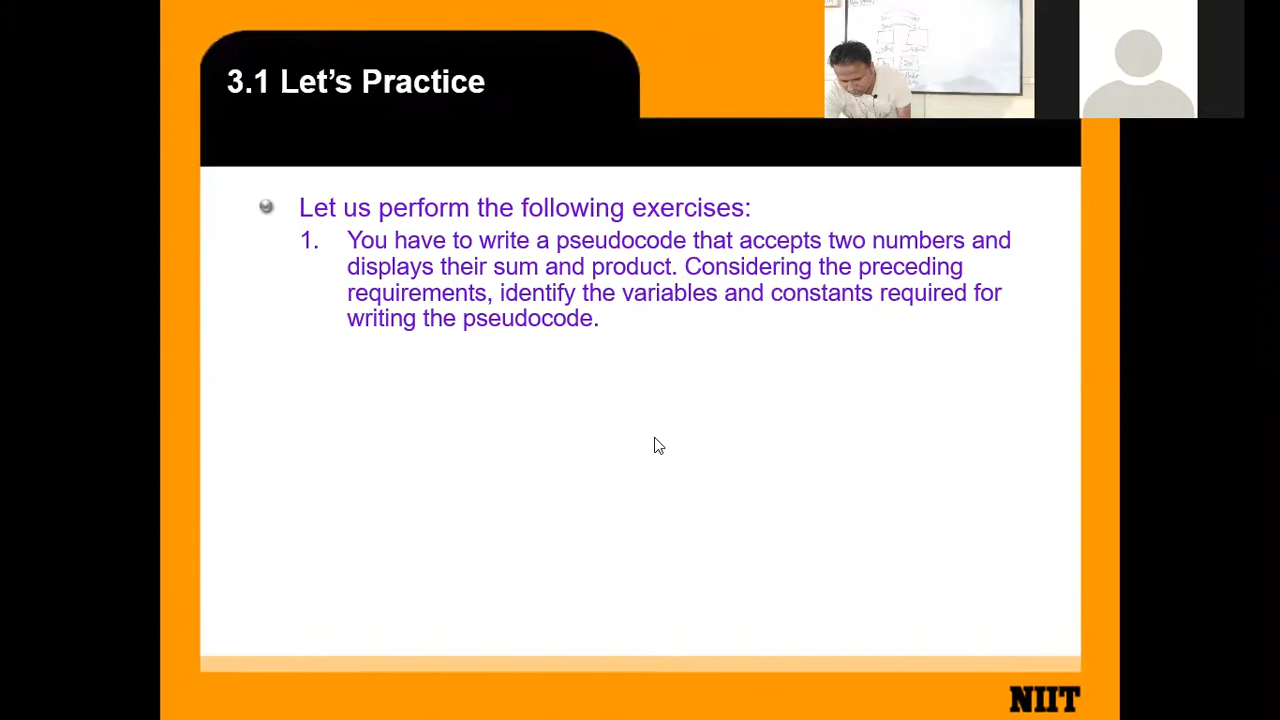 3.1 Let's Practice
Let us perform the following exercises:
1. You have to write a pseudocode that accepts two numbers and
displays their sum and product. Considering the preceding
requirements, identify the variables and constants required for
writing the pseudocode.
NIIT